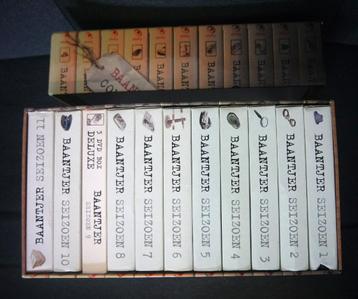 BAANTJER
BAANTJER SEIZOEN 11
BAANTJER SEIZOEN 10
3 DVD BOX
DELUXE
BAANTJER
SEIZOEN 9
BAANTJER SEIZOEN 8
BAANTJER SEIZOEN 7
BAANTJER SEIZOEN 6
BAANTJER SEIZOEN 5
BAANTJER SEIZOEN 4
BAANTJER SEIZOEN 3
BAANTJER SEIZOEN 2
BAANTJER SEIZOEN 1